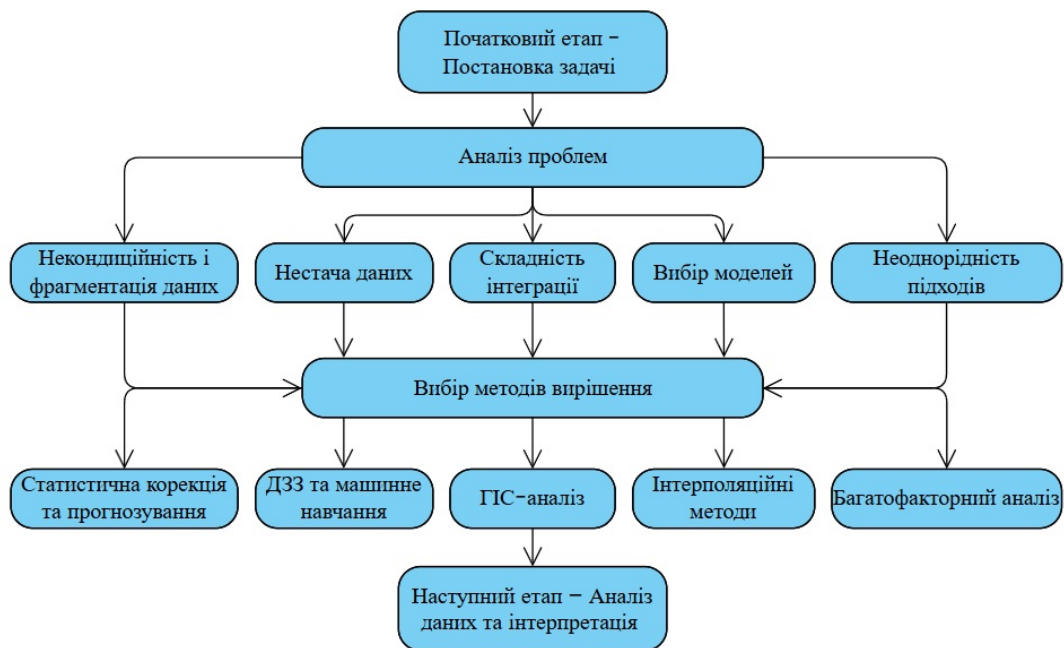 Початковий етап –
Постановка задачі
Аналіз проблем
Некондиційність і
фрагментація даних
Нестача даних
Складність
інтеграції
Вибір моделей
Неоднорідність
підходів
Вибір методів вирішення
Статистична корекція
та прогнозування
ДЗЗ та машинне
навчання
ГІС-аналіз
Інтерполяційні
методи
Багатофакторний аналіз
Наступний етап – Аналіз
даних та інтерпретація